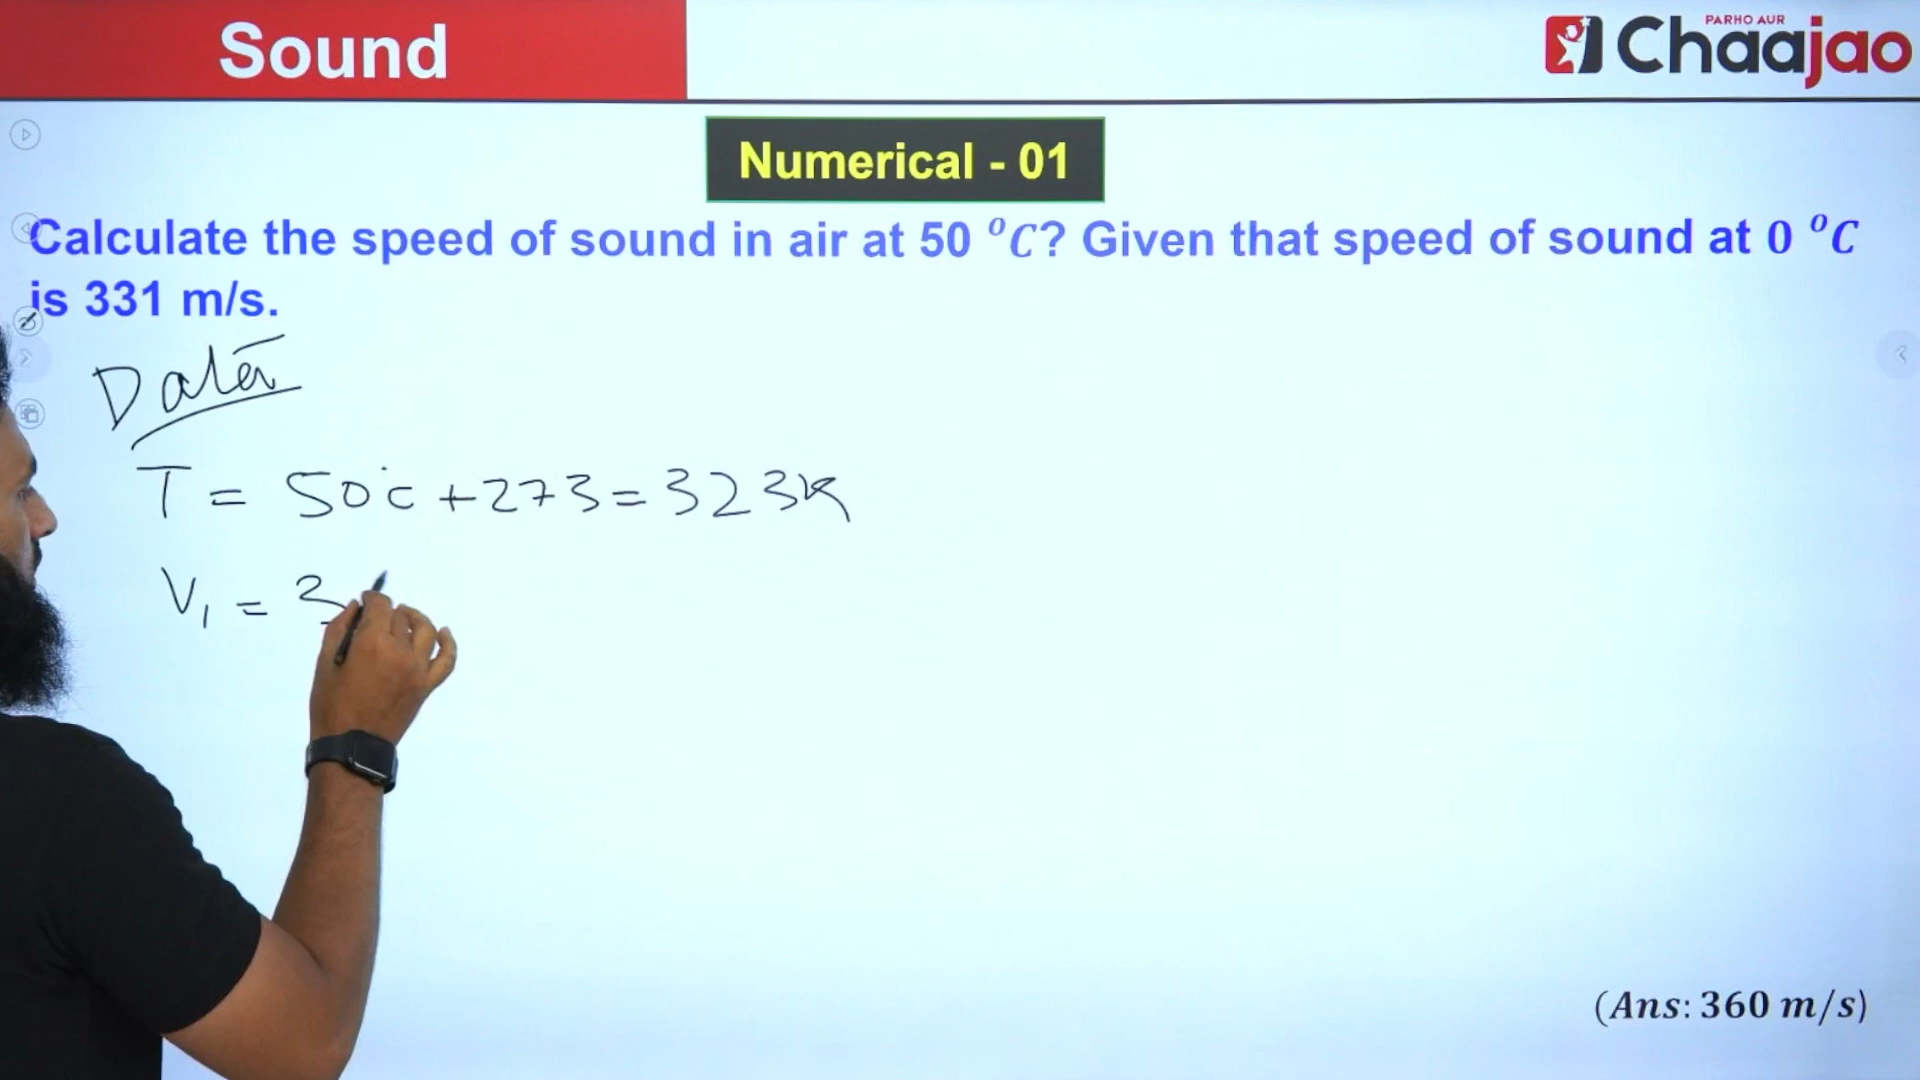 Sound
PARHO AUR
Chaajao
Numerical - 01
Calculate the speed of sound in air at 50 °C? Given that speed of sound at 0 °C
is 331 m/s.
Data
T = 50°c +273 = 323K
V₁ = 3
(Ans: 360 m/s)